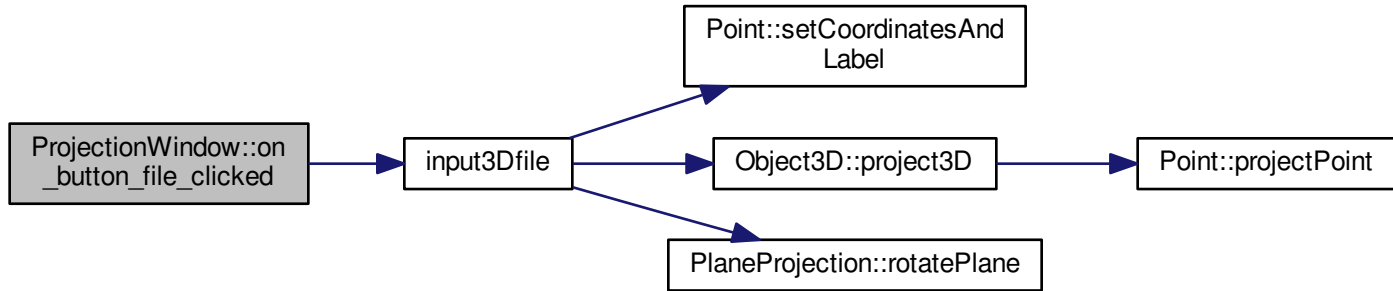 ProjectionWindow::on
_button_file_clicked
input3Dfile
Point::setCoordinatesAnd
Label
Object3D::project3D
Point::projectPoint
PlaneProjection::rotatePlane